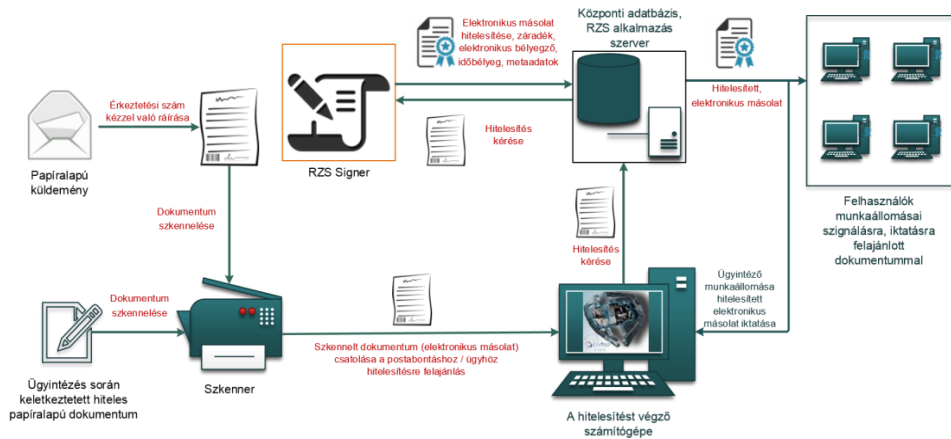 Elektronikus másolat
hitelesítése, záradék,
elektronikus bélyegző,
időbélyeg, metaadatok
Központi adatbázis,
RZS alkalmazás
szerver
Érkeztetési szám
kézzel való ráírása
Hitelesített,
elektronikus másolat
Papíralapú
küldemény
RZS Signer
Hitelesítés
kérése
Felhasználók
munkaállomásai
szignálásra, iktatásra
felajánlott
dokumentummal
Dokumentum
szkennelése
Hitelesítés
kérése
Ügyintéző
munkaállomása
hitelesített
elektronikus
másolat iktatása
Dokumentum
szkennelése
Szkennelt dokumentum (elektronikus másolat)
csatolása a postabontáshoz / ügyhöz
hitelesítésre felajánlás
Szkenner
Ügyintézés során
keletkeztetett hiteles
papíralapú dokumentum
A hitelesítést végző
számítógépe